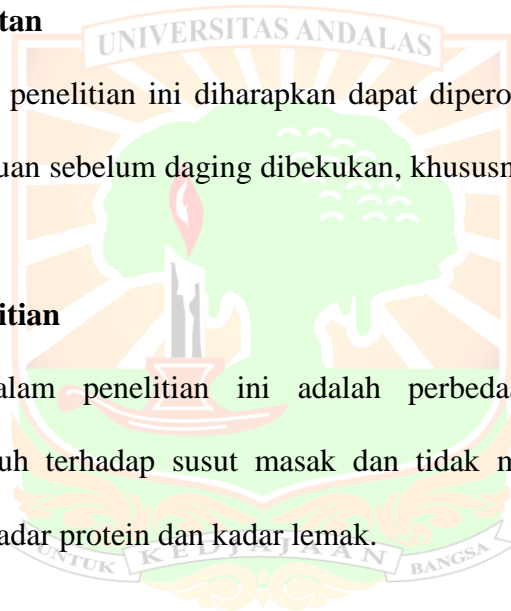 tan
UNIVERSITAS ANDALAS
penelitian ini diharapkan dapat dipero
uan sebelum daging dibekukan, khususn
itian
alam penelitian ini adalah perbeda
uh terhadap susut masak dan tidak m
adar protein dan kadar lemak.
UNTUK KEDJAJAAN BANGSA